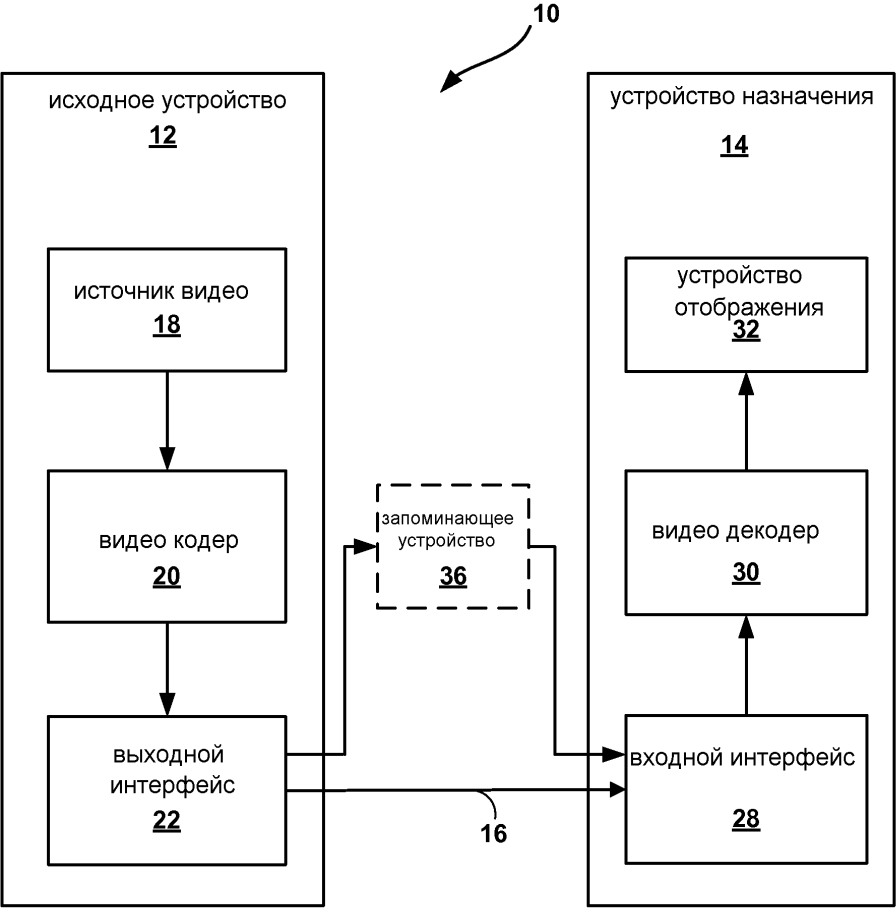 10
исходное устройство
12
источник видео
18
видео кодер
20
выходной
интерфейс
22
запоминающее
устройство
36
16
устройство назначения
14
устройство
отображения
32
видео декодер
30
входной интерфейс
28